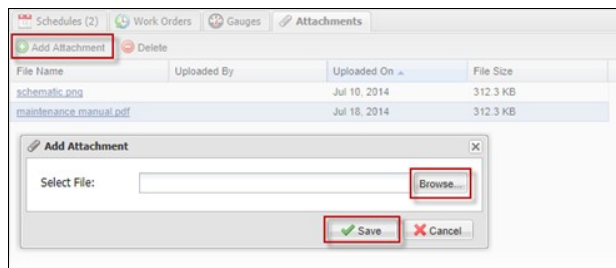 Schedules (2) Work Orders Gauges Attachments
Add Attachment Delete
File Name Uploaded By Uploaded On File Size
schematic.png Jul 10, 2014 312.3 KB
maintenance manual.pdf Jul 18, 2014 312.3 KB
Add Attachment
Select File: Browse...
Save Cancel